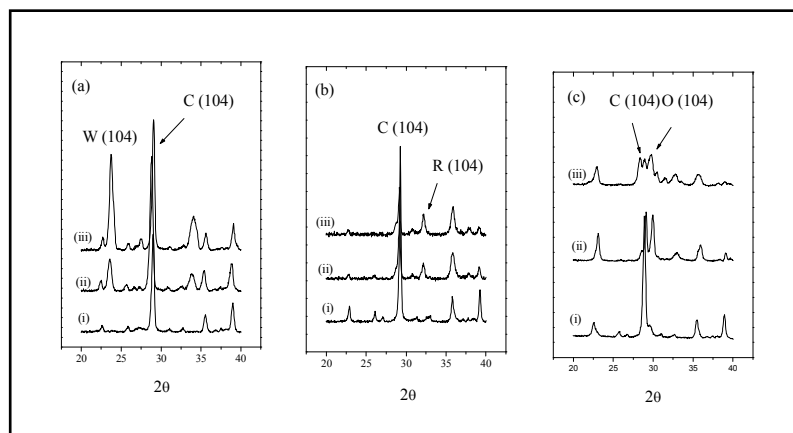 (a)
C (104)
W (104)
(iii)
(ii)
(i)
20 25 30 35 40
2θ
(b)
C (104)
R (104)
(iii)
(ii)
(i)
20 25 30 35 40
2θ
(c)
C (104) O (104)
(iii)
(ii)
(i)
20 25 30 35 40
2θ